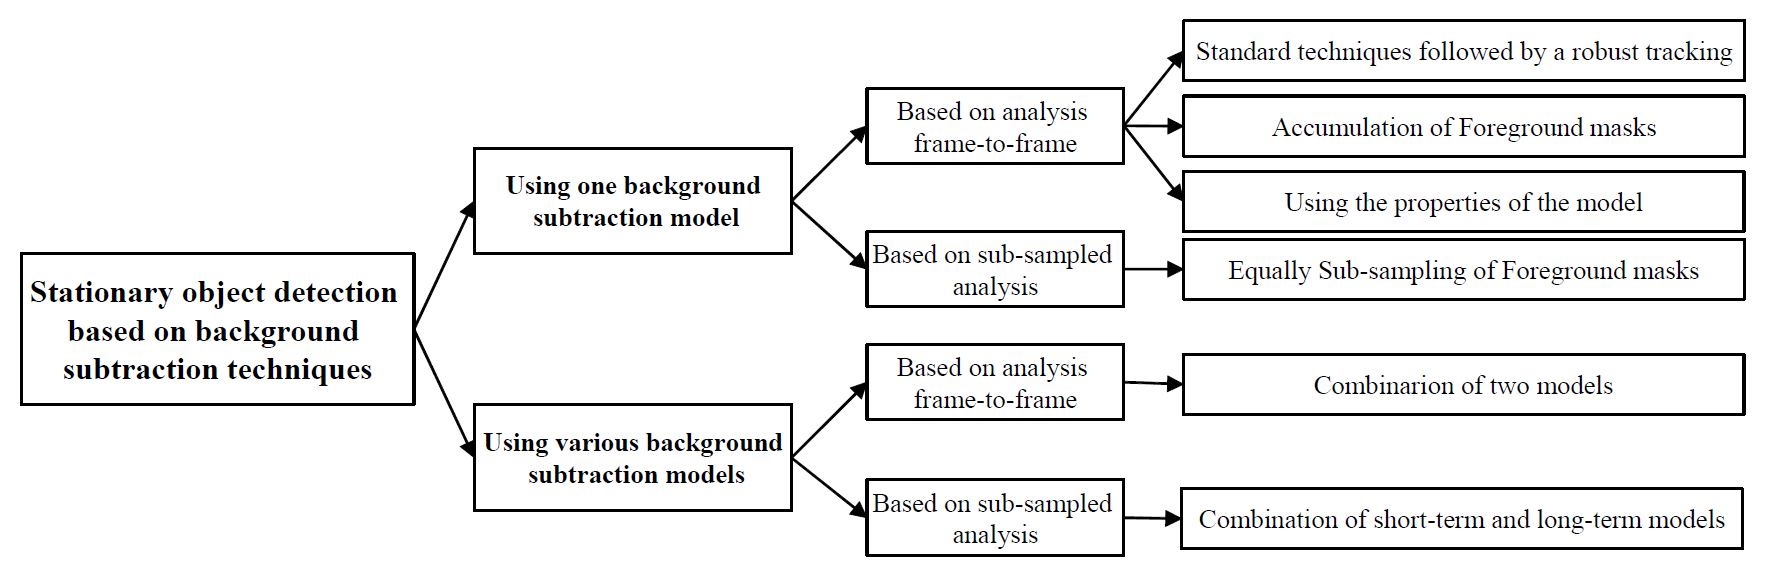 Stationary object detection
based on background
subtraction techniques
Using one background
subtraction model
Based on analysis
frame-to-frame
Standard techniques followed by a robust tracking
Accumulation of Foreground masks
Using the properties of the model
Based on sub-sampled
analysis
Equally Sub-sampling of Foreground masks
Using various background
subtraction models
Based on analysis
frame-to-frame
Combinarion of two models
Based on sub-sampled
analysis
Combination of short-term and long-term models